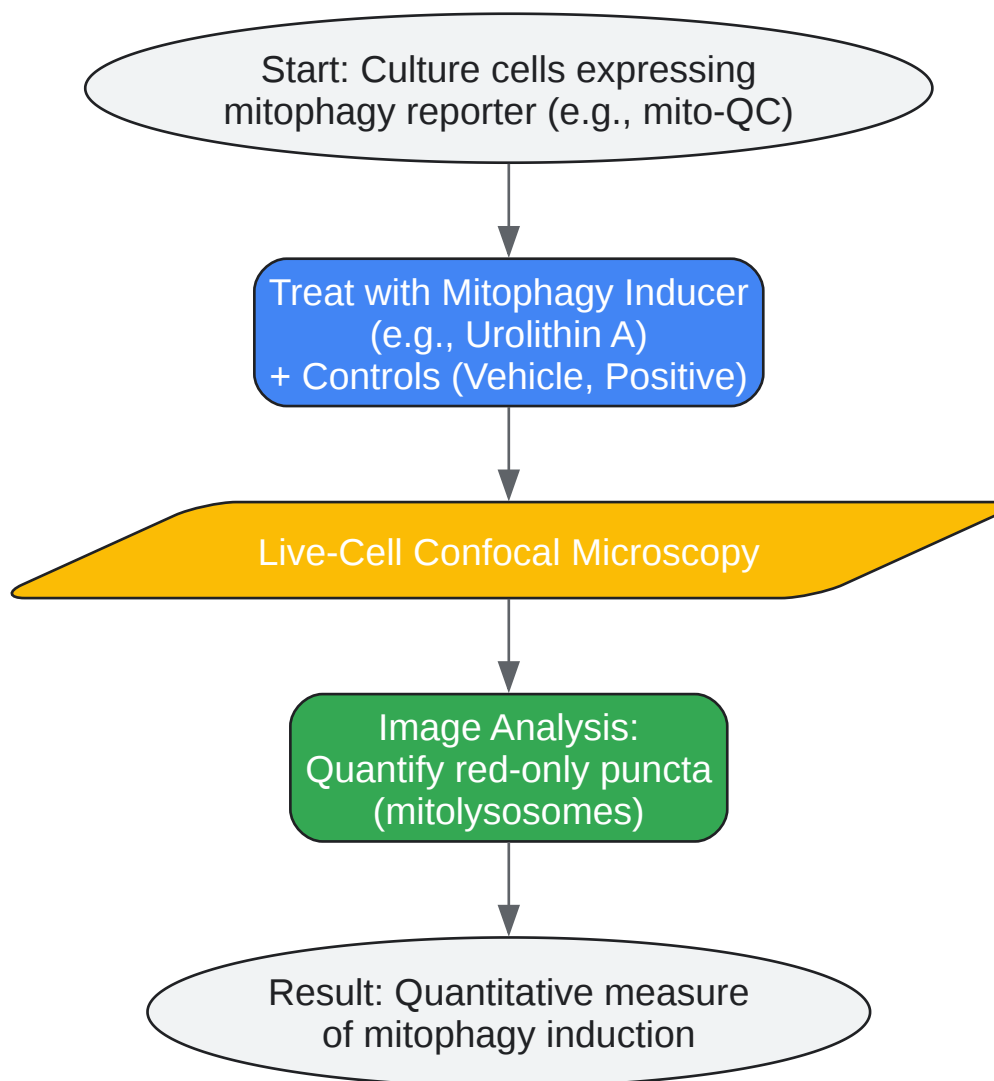 Start: Culture cells expressing
mitophagy reporter (e.g., mito-QC)
Treat with Mitophagy Inducer
(e.g., Urolithin A)
+ Controls (Vehicle, Positive)
Live-Cell Confocal Microscopy
Image Analysis:
Quantify red-only puncta
(mitolysosomes)
Result: Quantitative measure
of mitophagy induction